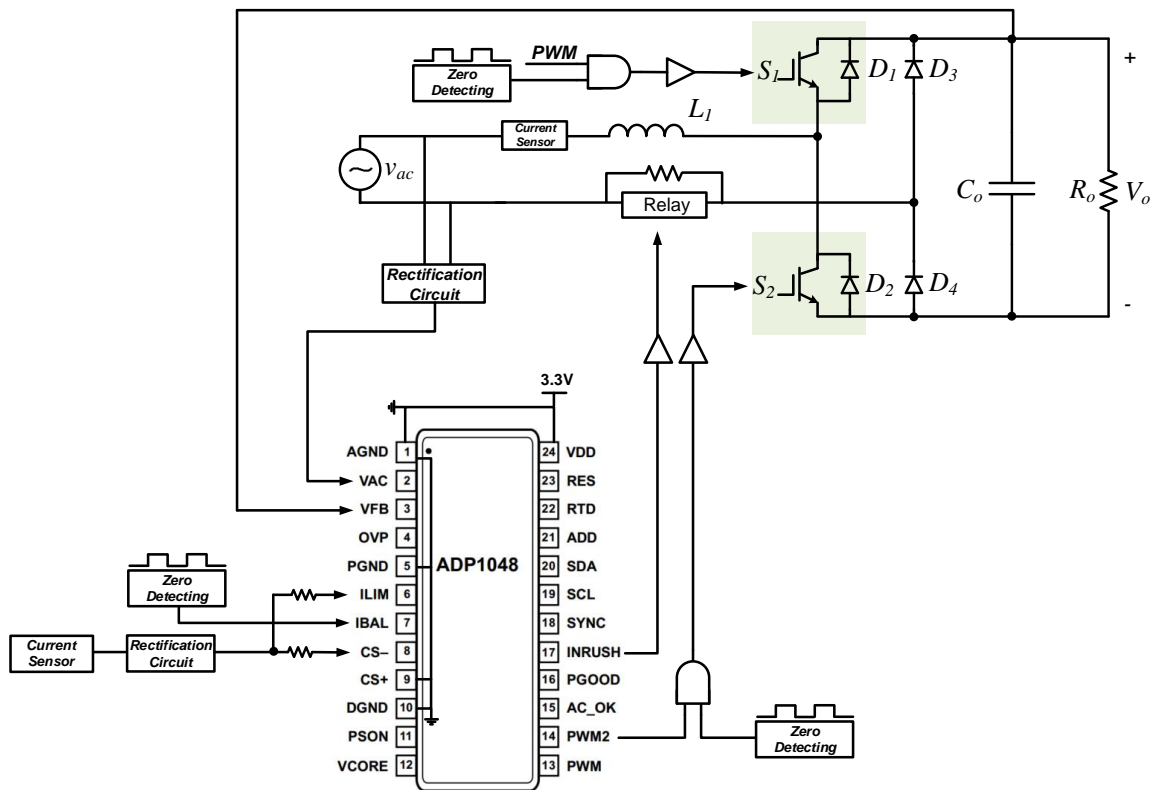 PWM
Zero
Detecting
S1
D1
D3
+
L1
Current
Sensor
vac
Relay
Co
Ro
Vo
Rectification
Circuit
S2
D2
D4
-
3.3V
AGND 1
24 VDD
VAC 2
23 RES
VFB 3
22 RTD
OVP 4
21 ADD
PGND 5
ADP1048
20 SDA
ILIM 6
19 SCL
IBAL 7
18 SYNC
CS– 8
17 INRUSH
CS+ 9
16 PGOOD
DGND 10
15 AC_OK
PSON 11
14 PWM2
VCORE 12
13 PWM
Zero
Detecting
Current
Sensor
Rectification
Circuit
Zero
Detecting